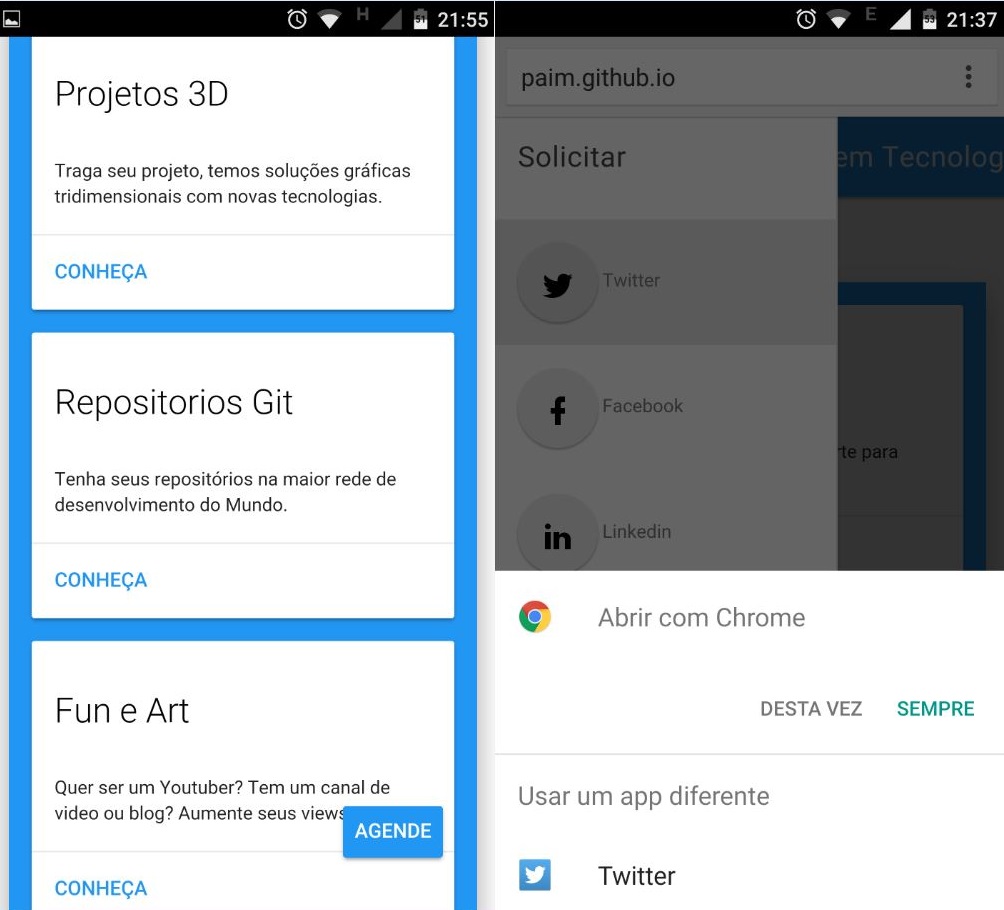 H 51 21:55
Projetos 3D
Traga seu projeto, temos soluções gráficas
tridimensionais com novas tecnologias.
CONHEÇA
Repositorios Git
Tenha seus repositórios na maior rede de
desenvolvimento do Mundo.
CONHEÇA
Fun e Art
Quer ser um Youtuber? Tem um canal de
video ou blog? Aumente seus views
AGENDE
CONHEÇA
E 53 21:37
paim.github.io
Solicitar
em Tecnolog
Twitter
Facebook
rte para
in Linkedin
Abrir com Chrome
DESTA VEZ SEMPRE
Usar um app diferente
Twitter